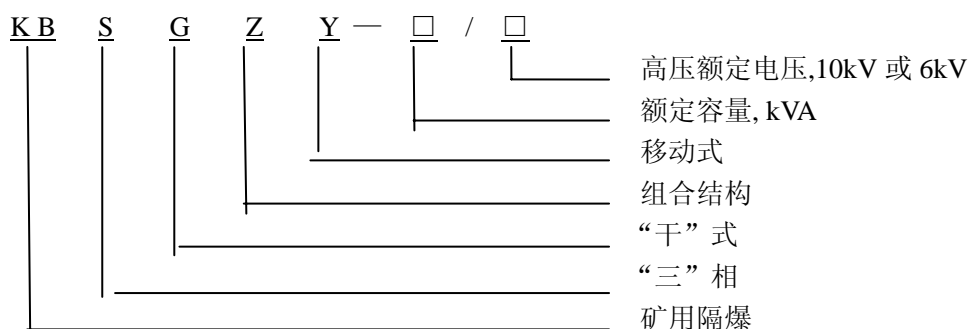 KB S G Z Y — □ / □
高压额定电压,10kV 或 6kV
额定容量, kVA
移动式
组合结构
“干”式
“三”相
矿用隔爆